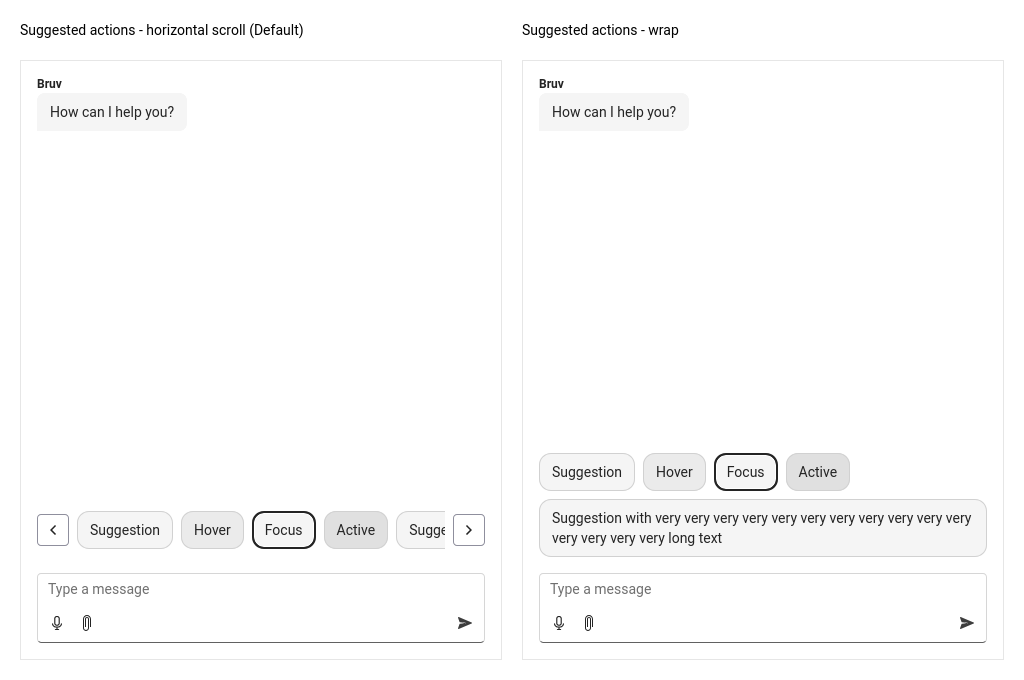 Suggested actions - horizontal scroll (Default)
Bruv
How can I help you?
Suggestion
Hover
Focus
Active
Sugge
Type a message
Suggested actions - wrap
Bruv
How can I help you?
Suggestion
Hover
Focus
Active
Suggestion with very very very very very very very very very very very
very very very very long text
Type a message